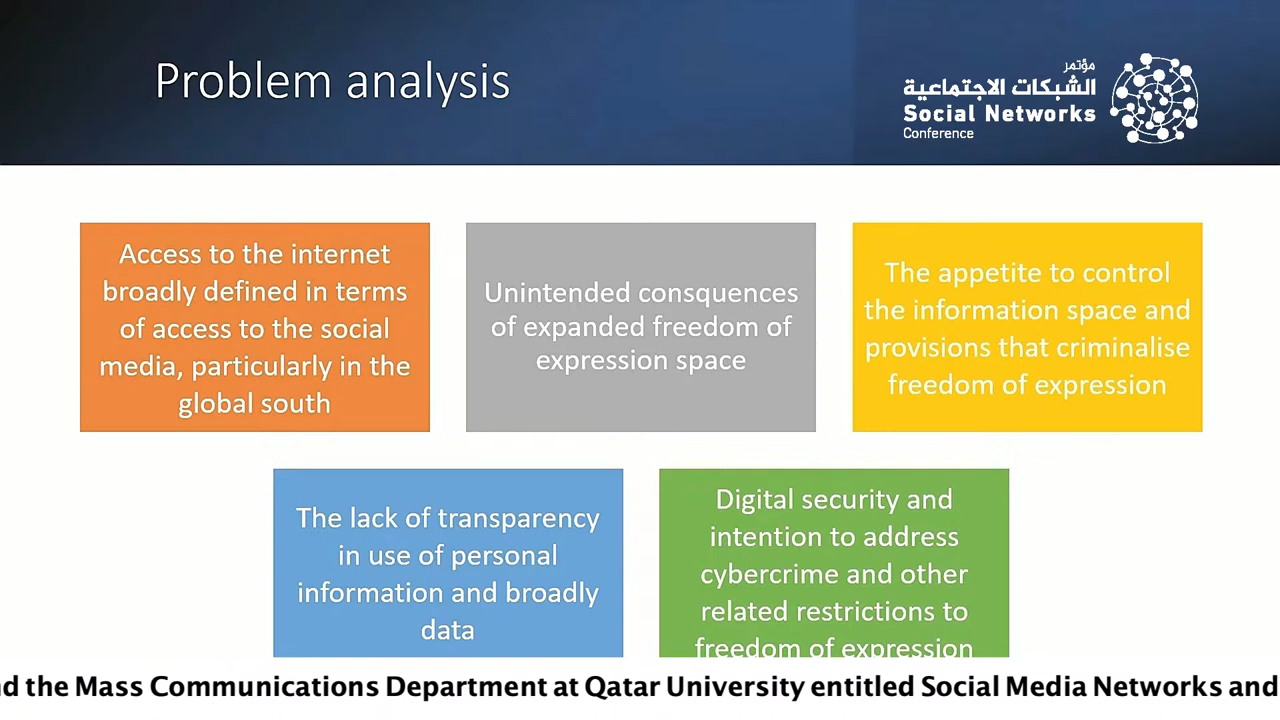 Problem analysis
مؤتمر
الشبكات الاجتماعية
Social Networks
Conference
Access to the internet
broadly defined in terms
of access to the social
media, particularly in the
global south
Unintended consquences
of expanded freedom of
expression space
The appetite to control
the information space and
provisions that criminalise
freedom of expression
The lack of transparency
in use of personal
information and broadly
data
Digital security and
intention to address
cybercrime and other
related restrictions to
freedom of expression
d the Mass Communications Department at Qatar University entitled Social Media Networks and